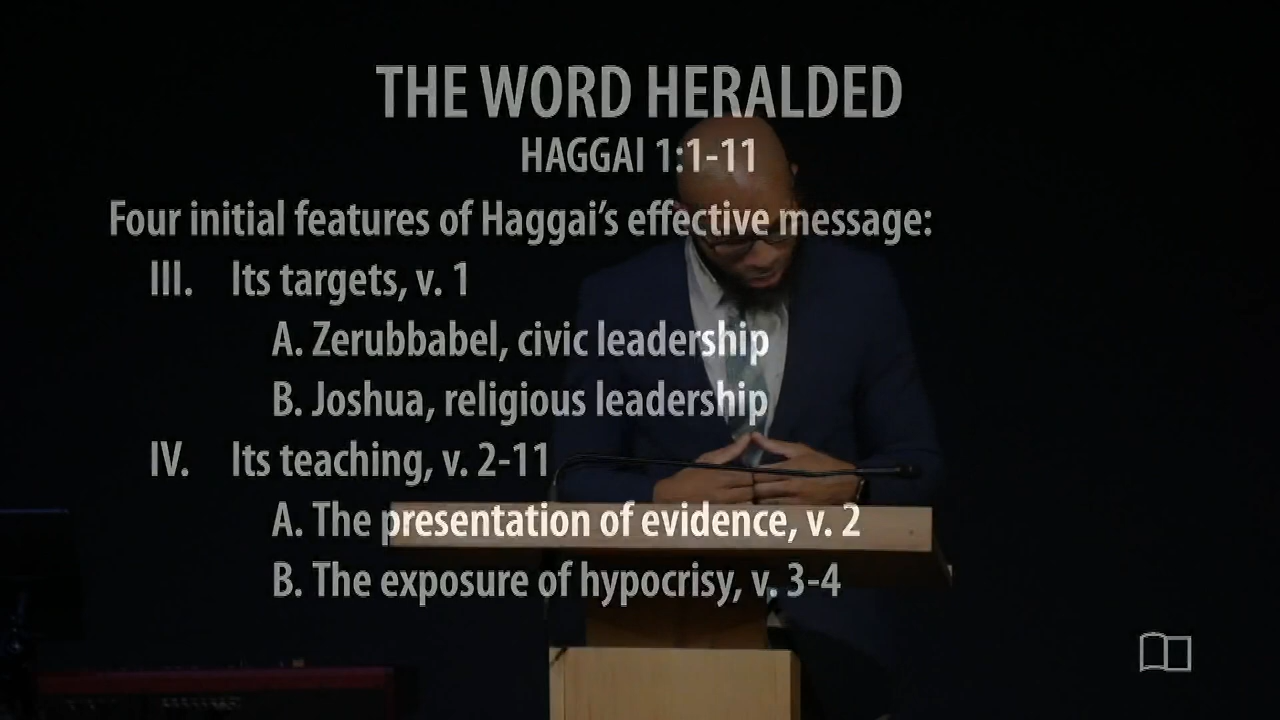 THE WORD HERALDED
HAGGAI 1:1-11
Four initial features of Haggai’s effective message:
III. Its targets, v. 1
A. Zerubbabel, civic leadership
B. Joshua, religious leadership
IV. Its teaching, v. 2-11
A. The presentation of evidence, v. 2
B. The exposure of hypocrisy, v. 3-4